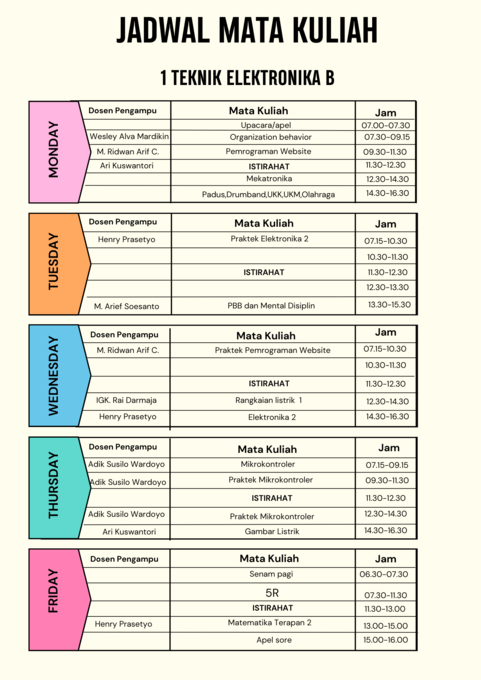 JADWAL MATA KULIAH
1 TEKNIK ELEKTRONIKA B
MONDAY
Dosen Pengampu Mata Kuliah Jam
Upacara/apel 07.00-07.30
Wesley Alva Mardikin Organization behavior 07.30-09.15
M. Ridwan Arif C. Pemrograman Website 09.30-11.30
Ari Kuswantori ISTIRAHAT 11.30-12.30
Mekatronika 12.30-14.30
Padus,Drumband,UKK,UKM,Olahraga 14.30-16.30
TUESDAY
Dosen Pengampu Mata Kuliah Jam
Henry Prasetyo Praktek Elektronika 2 07.15-10.30
10.30-11.30
ISTIRAHAT 11.30-12.30
12.30-13.30
M. Arief Soesanto PBB dan Mental Disiplin 13.30-15.30
WEDNESDAY
Dosen Pengampu Mata Kuliah Jam
M. Ridwan Arif C. Praktek Pemrograman Website 07.15-10.30
10.30-11.30
ISTIRAHAT 11.30-12.30
IGK. Rai Darmaja Rangkaian listrik 1 12.30-14.30
Henry Prasetyo Elektronika 2 14.30-16.30
THURSDAY
Dosen Pengampu Mata Kuliah Jam
Adik Susilo Wardoyo Mikrokontroler 07.15-09.15
Adik Susilo Wardoyo Praktek Mikrokontroler 09.30-11.30
ISTIRAHAT 11.30-12.30
Adik Susilo Wardoyo Praktek Mikrokontroler 12.30-14.30
Ari Kuswantori Gambar Listrik 14.30-16.30
FRIDAY
Dosen Pengampu Mata Kuliah Jam
Senam pagi 06.30-07.30
5R 07.30-11.30
ISTIRAHAT 11.30-13.00
Henry Prasetyo Matematika Terapan 2 13.00-15.00
Apel sore 15.00-16.00